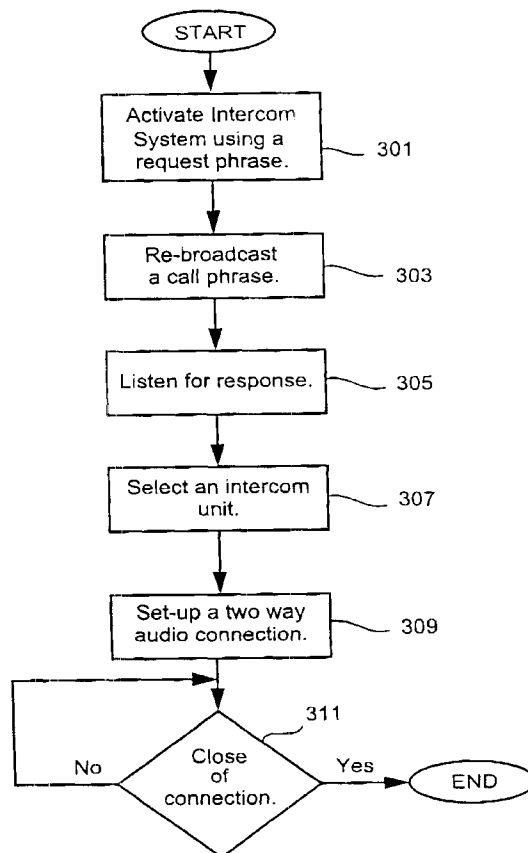 START
Activate Intercom
System using a
request phrase.
301
Re-broadcast
a call phrase.
303
Listen for response.
305
Select an intercom
unit.
307
Set-up a two way
audio connection.
309
311
Close
of
connection.
No
Yes
END